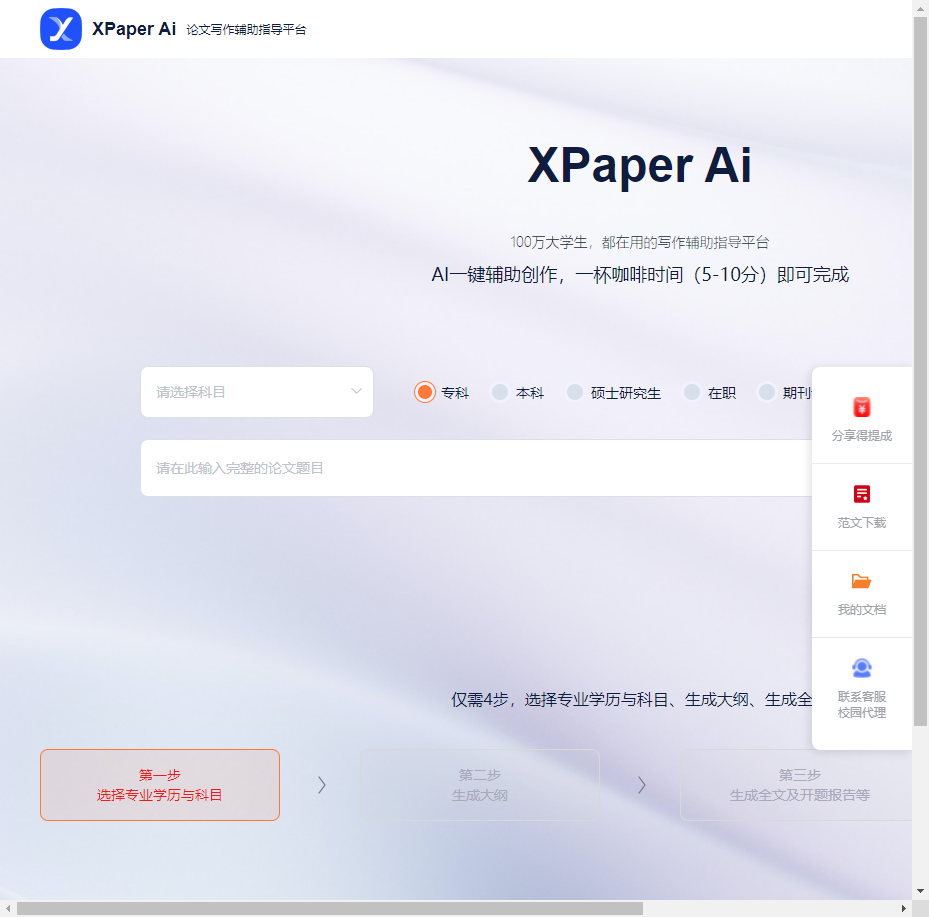 XPaper Ai 论文写作辅助指导平台
XPaper Ai
100万大学生，都在用的写作辅助指导平台
AI一键辅助创作，一杯咖啡时间（5-10分）即可完成
请选择科目
专科 本科 硕士研究生 在职 期刊
请在此输入完整的论文题目
分享得提成
范文下载
我的文档
联系客服
校园代理
仅需4步，选择专业学历与科目、生成大纲、生成全
第一步
选择专业学历与科目
第二步
生成大纲
第三步
生成全文及开题报告等